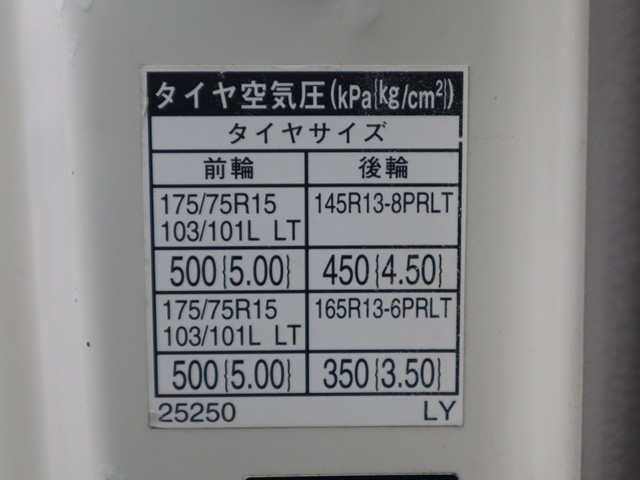 タイヤ空気圧(kPa{kg/cm²})
タイヤサイズ
前輪 後輪
175/75R15 145R13-8PRLT
103/101L LT
500{5.00} 450{4.50}
175/75R15 165R13-6PRLT
103/101L LT
500{5.00} 350{3.50}
25250 LY